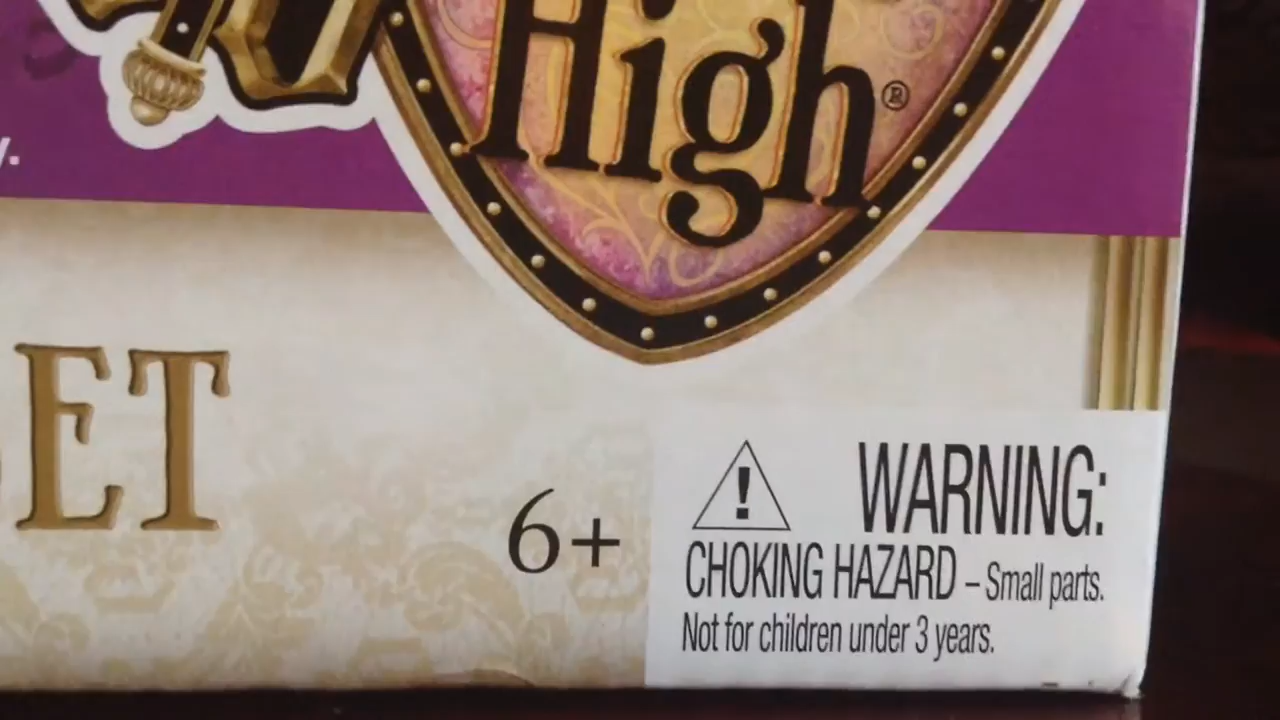 High®
y.
ET
6+
WARNING:
CHOKING HAZARD – Small parts.
Not for children under 3 years.